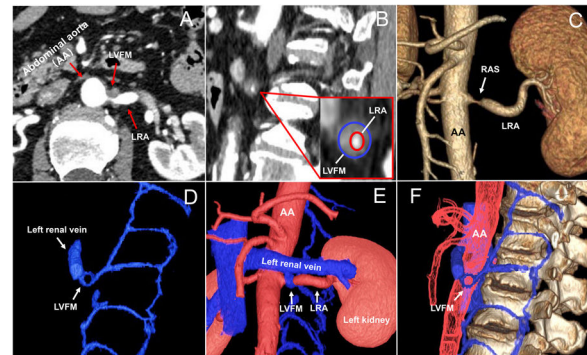 A
Abdominal aorta
(AA)
LVFM
LRA
B
LRA
LVFM
C
RAS
AA
LRA
D
Left renal vein
LVFM
E
AA
Left renal vein
LVFM
LRA
Left kidney
F
AA
LVFM